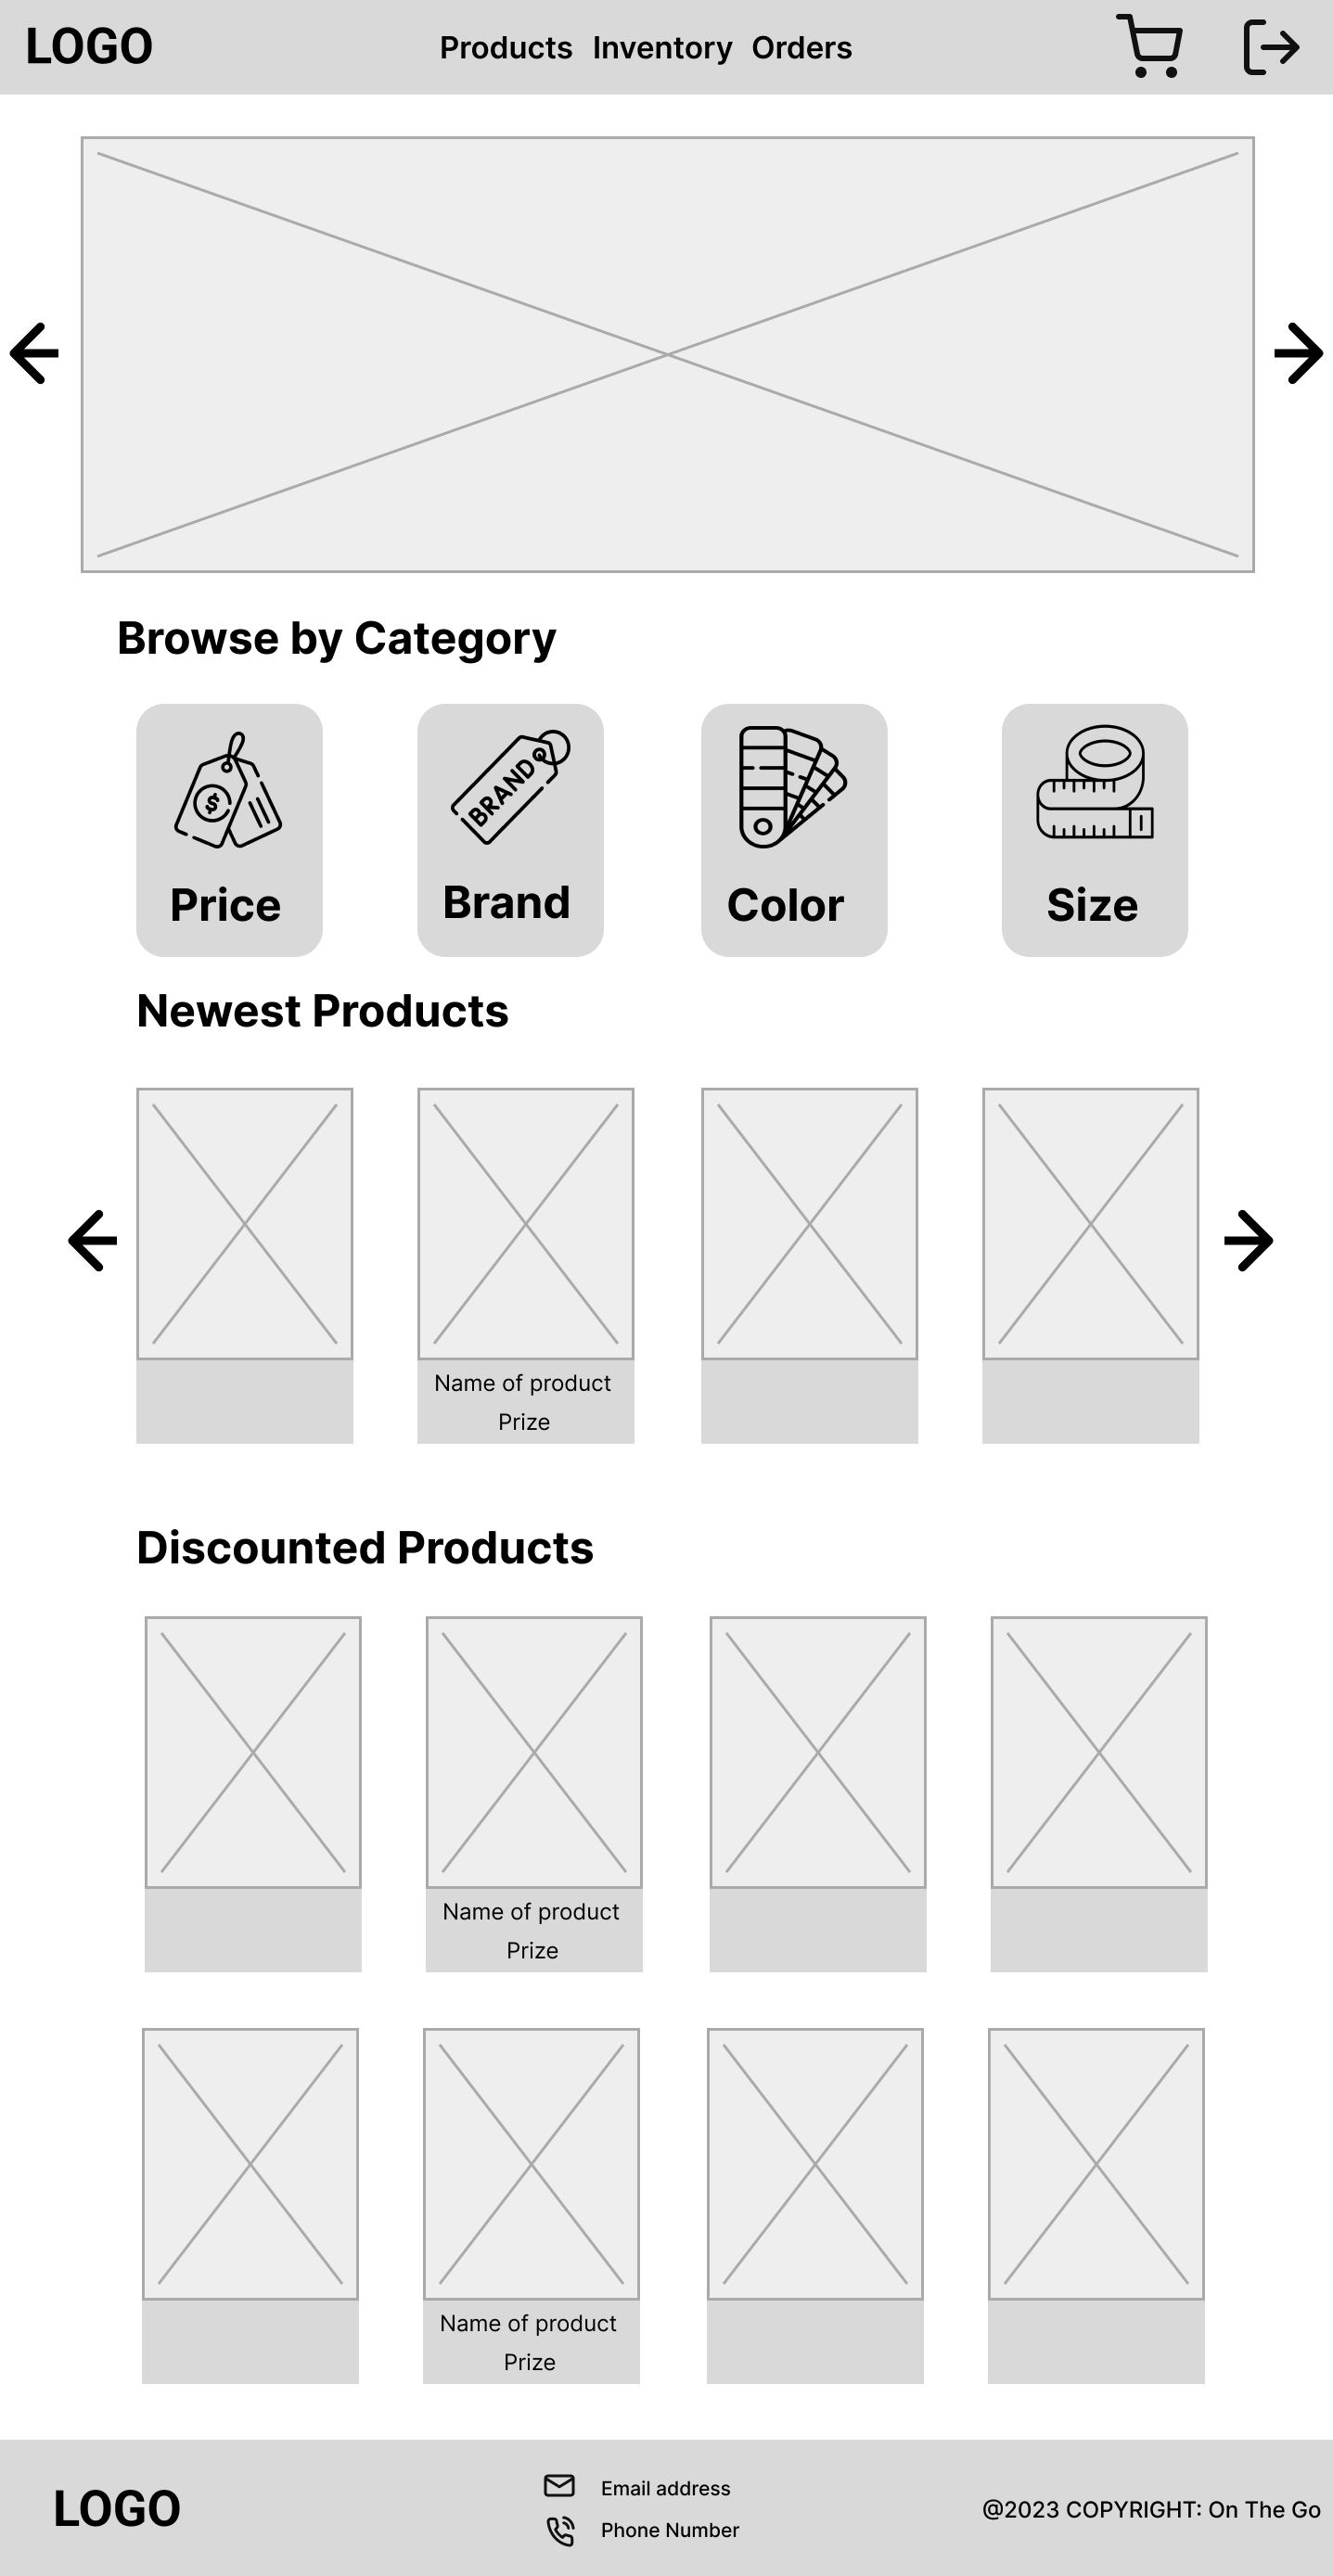 LOGO
Products Inventory Orders
Browse by Category
$
BRAND
Price
Brand
Color
Size
Newest Products
Name of product
Prize
Discounted Products
Name of product
Prize
Name of product
Prize
LOGO
Email address
Phone Number
@2023 COPYRIGHT: On The Go